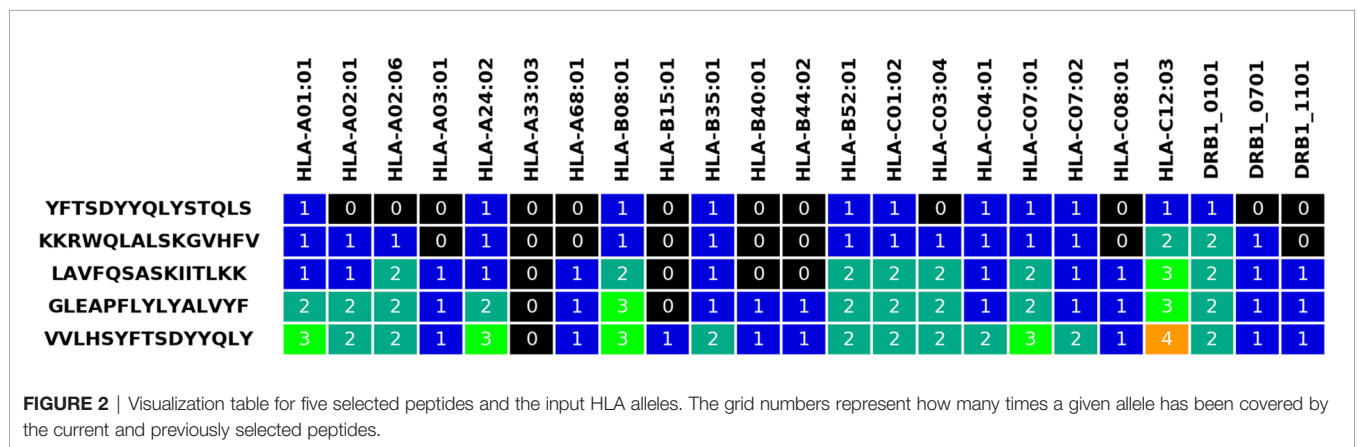 HLA-A01:01 HLA-A02:01 HLA-A02:06 HLA-A03:01 HLA-A24:02 HLA-A33:03 HLA-A68:01 HLA-B08:01 HLA-B15:01 HLA-B35:01 HLA-B40:01 HLA-B44:02 HLA-B52:01 HLA-C01:02 HLA-C03:04 HLA-C04:01 HLA-C07:01 HLA-C07:02 HLA-C08:01 HLA-C12:03 DRB1_0101 DRB1_0701 DRB1_1101
YFTSDYYQLYSTQLS 1 0 0 0 1 0 0 1 0 1 0 0 1 1 0 1 1 1 0 1 1 0 0
KKRWQLALSKGVHFV 1 1 1 0 1 0 0 1 0 1 0 0 1 1 1 1 1 1 0 2 2 1 0
LAVFQSASKIITLKK 1 1 2 1 1 0 1 2 0 1 0 0 2 2 2 1 2 1 1 3 2 1 1
GLEAPFLYLYALVYF 2 2 2 1 2 0 1 3 0 1 1 1 2 2 2 1 2 1 1 3 2 1 1
VVLHSYFTSDYYQLY 3 2 2 1 3 0 1 3 1 2 1 1 2 2 2 2 3 2 1 4 2 1 1
FIGURE 2 | Visualization table for five selected peptides and the input HLA alleles. The grid numbers represent how many times a given allele has been covered by
the current and previously selected peptides.